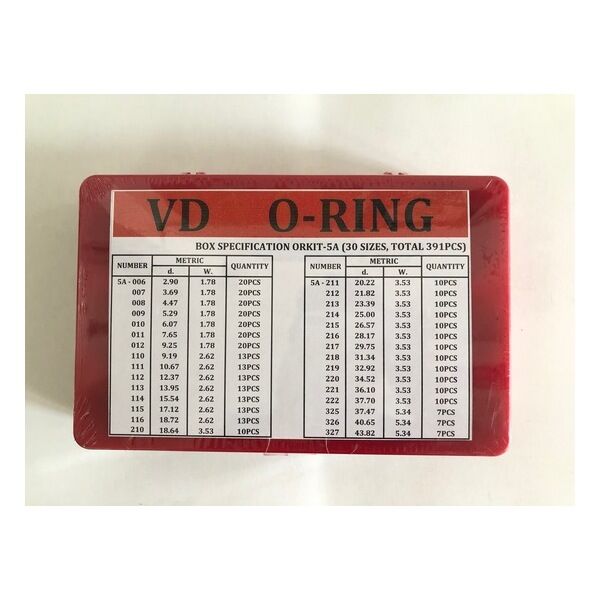 VD O-RING
BOX SPECIFICATION ORKIT-5A (30 SIZES, TOTAL 391PCS)
NUMBER METRIC QUANTITY
d. W.
5A - 006 2.90 1.78 20PCS
007 3.69 1.78 20PCS
008 4.47 1.78 20PCS
009 5.29 1.78 20PCS
010 6.07 1.78 20PCS
011 7.65 1.78 20PCS
012 9.25 1.78 20PCS
110 9.19 2.62 13PCS
111 10.67 2.62 13PCS
112 12.37 2.62 13PCS
113 13.95 2.62 13PCS
114 15.54 2.62 13PCS
115 17.12 2.62 13PCS
116 18.72 2.62 13PCS
210 18.64 3.53 10PCS
NUMBER METRIC QUANTITY
d. W.
5A - 211 20.22 3.53 10PCS
212 21.82 3.53 10PCS
213 23.39 3.53 10PCS
214 25.00 3.53 10PCS
215 26.57 3.53 10PCS
216 28.17 3.53 10PCS
217 29.75 3.53 10PCS
218 31.34 3.53 10PCS
219 32.92 3.53 10PCS
220 34.52 3.53 10PCS
221 36.10 3.53 10PCS
222 37.70 3.53 10PCS
325 37.47 5.34 7PCS
326 40.65 5.34 7PCS
327 43.82 5.34 7PCS